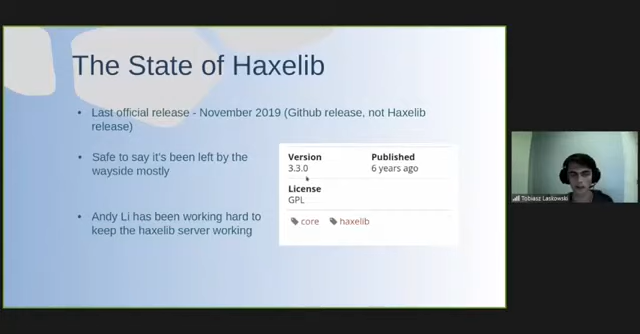 The State of Haxelib
• Last official release - November 2019 (Github release, not Haxelib
release)
• Safe to say it's been left by the
wayside mostly
• Andy Li has been working hard to
keep the haxelib server working
Version Published
3.3.0 6 years ago
License
GPL
core haxelib
Tobiasz Laskowski